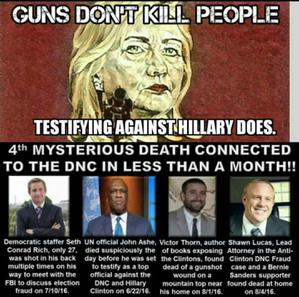 GUNS DON'T KILL PEOPLE
TESTIFYING AGAINST HILLARY DOES.
4th MYSTERIOUS DEATH CONNECTED
TO THE DNC IN LESS THAN A MONTH!!
Democratic staffer Seth
Conrad Rich, only 27,
was shot in his back
multiple times on his
way to meet with the
FBI to discuss election
fraud on 7/10/16.
UN official John Ashe,
died suspiciously the
day before he was set
to testify as a top
official against the
DNC and Hillary
Clinton on 6/22/16.
Victor Thorn, author
of books exposing
the Clintons, found
dead of a gunshot
wound on a
mountain top near
his home on 8/1/16.
Shawn Lucas, Lead
Attorney in the Anti-
Clinton DNC Fraud
case and a Bernie
Sanders supporter
found dead at home
on 8/4/16.